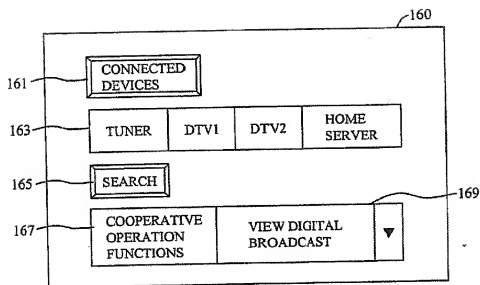 160
161
CONNECTED
DEVICES
163
TUNER DTV1 DTV2 HOME
SERVER
165
SEARCH
169
167
COOPERATIVE
OPERATION
FUNCTIONS
VIEW DIGITAL
BROADCAST
▼